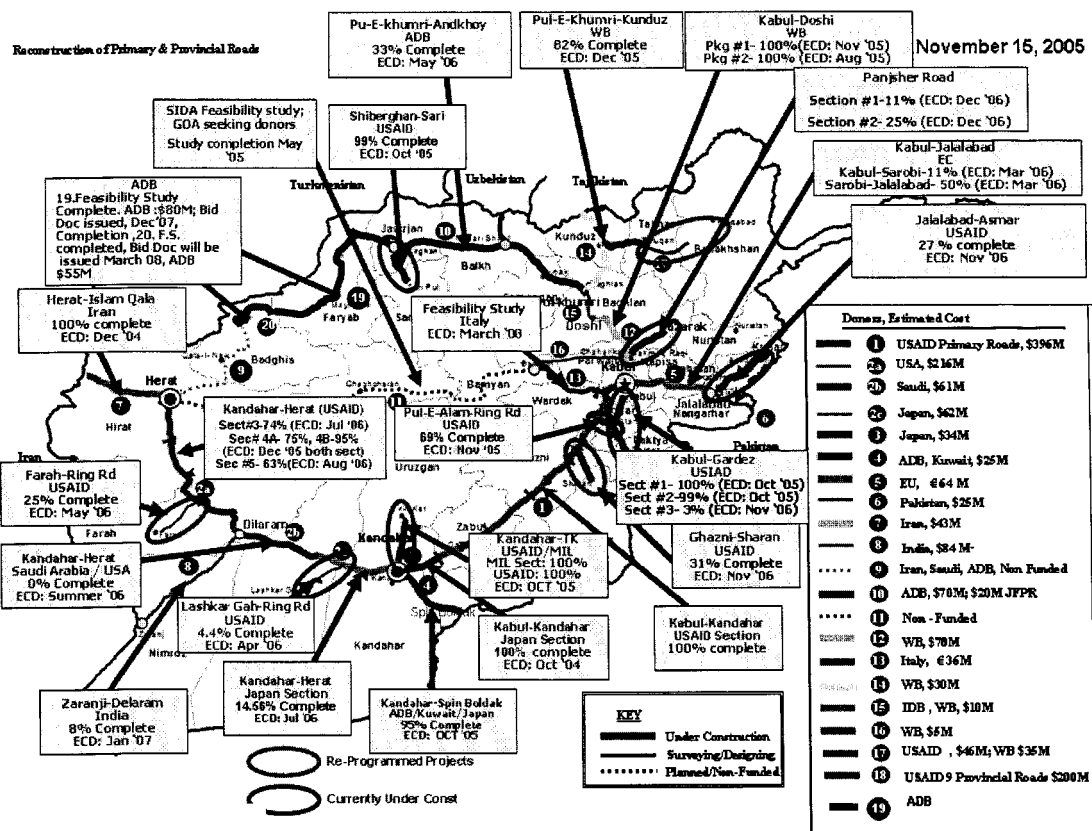 Reconstruction of Primary & Provincial Roads
November 15, 2005
Pu-E-khumri-Andkhoy
ADB
33% Complete
ECD: May '06
Pul-E-Khumri-Kunduz
WB
82% Complete
ECD: Dec '05
Kabul-Doshi
WB
Pkg #1- 100%(ECD: Nov '05)
Pkg #2- 100% (ECD: Aug '05)
Panjsher Road
Section #1-11% (ECD: Dec '06)
Section #2- 25% (ECD: Dec '06)
SIDA Feasibility study;
GOA seeking donors
Study completion May
'05
Shiberghan-Sari
USAID
99% Complete
ECD: Oct '05
Kabul-Jalalabad
EC
Kabul-Sarobi-11% (ECD: Mar '06)
Sarobi-Jalalabad- 50% (ECD: Mar '06)
ADB
19.Feasibility Study
Complete. ADB :$80M; Bid
Doc issued, Dec'07,
Completion ,20. F.S.
completed, Bid Doc will be
issued March 08, ADB
$55M
Jalalabad-Asmar
USAID
27 % complete
ECD: Nov '06
Herat-Islam Qala
Iran
100% complete
ECD: Dec '04
Feasibility Study
Italy
ECD: March '08
Kandahar-Herat (USAID)
Sect#3-74% (ECD: Jul '06)
Sec# 4A- 75%, 4B-95%
(ECD: Dec '05 both sect)
Sec #5- 63%(ECD: Aug '06)
Pul-E-Alam-Ring Rd
USAID
69% Complete
ECD: Nov '05
Farah-Ring Rd
USAID
25% Complete
ECD: May '06
Kabul-Gardez
USIAD
Sect #1- 100% (ECD: Oct '05)
Sect #2-99% (ECD: Oct '05)
Sect #3- 3% (ECD: Nov '06)
Kandahar-Herat
Saudi Arabia / USA
0% Complete
ECD: Summer '06
Kandahar-TK
USAID/MIL
MIL Sect: 100%
USAID: 100%
ECD: OCT '05
Ghazni-Sharan
USAID
31% Complete
ECD: Nov '06
Lashkar Gah-Ring Rd
USAID
4.4% Complete
ECD: Apr '06
Kabul-Kandahar
Japan Section
100% complete
ECD: Oct '04
Kabul-Kandahar
USAID Section
100% complete
Zaranji-Delaram
India
8% Complete
ECD: Jan '07
Kandahar-Herat
Japan Section
14.56% Complete
ECD: Jul '06
Kandahar-Spin Boldak
ADB/Kuwait/Japan
95% Complete
ECD: OCT '05
Turkmenistan
Uzbekistan
Tajikistan
Iran
Pakistan
Kunduz
Balkh
Faryab
Badghis
Herat
Hirat
Doshi
Baghlan
Bamyan
Wardak
Kabul
Jalalabad
Nangarhar
Uruzgan
Zabul
Farah
Dilaram
Kandahar
Donors, Estimated Cost
1 USAID Primary Roads, $396M
2a USA, $216M
2b Saudi, $61M
2c Japan, $62M
3 Japan, $34M
4 ADB, Kuwait, $25M
5 EU, €64 M
6 Pakistan, $25M
7 Iran, $43M
8 India, $84 M-
9 Iran, Saudi, ADB, Non Funded
10 ADB, $70M; $20M JFPR
11 Non - Funded
12 WB, $70M
13 Italy, €36M
14 WB, $30M
15 IDB , WB, $10M
16 WB, $5M
17 USAID , $46M; WB $35M
18 USAID 9 Provincial Roads $200M
19 ADB
KEY
Under Construction
Surveying/Designing
Planned/Non-Funded
Re-Programmed Projects
Currently Under Const